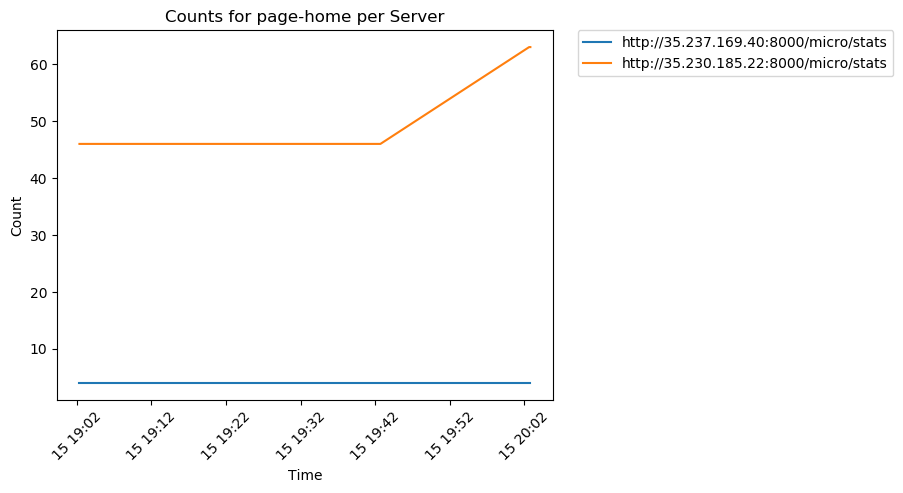 Counts for page-home per Server
http://35.237.169.40:8000/micro/stats
http://35.230.185.22:8000/micro/stats
Count
60
50
40
30
20
10
15 19:02
15 19:12
15 19:22
15 19:32
15 19:42
15 19:52
15 20:02
Time